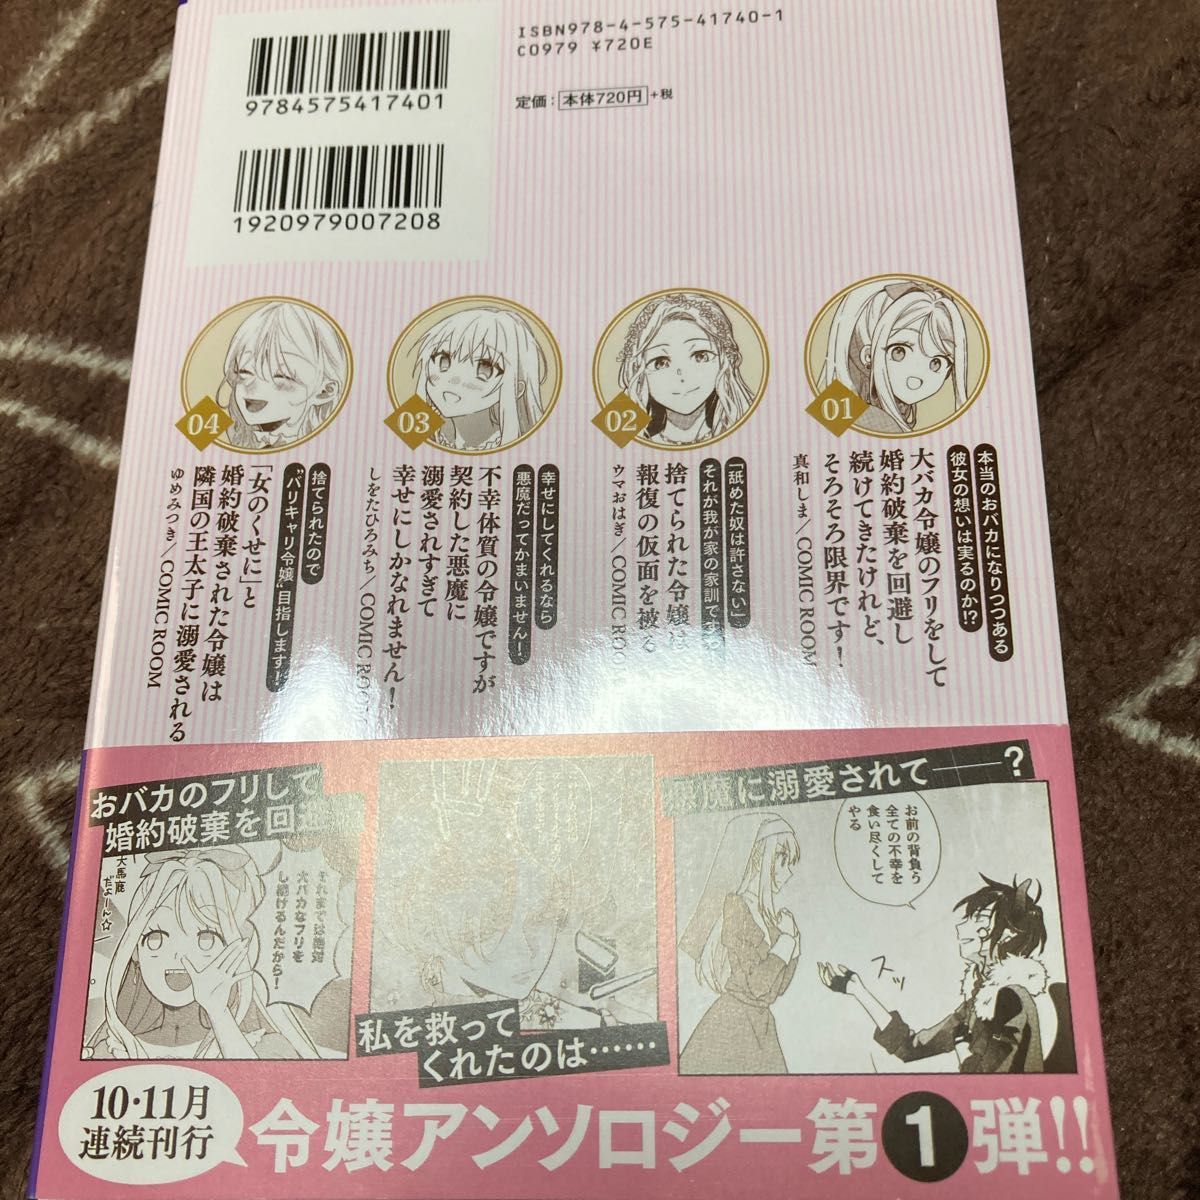 ISBN978-4-575-41740-1
C0979 ¥720E
定価：本体720円+税
9784575417401
1920979007208
01
本当のおバカになりつつある
彼女の想いは実るのか!?
大バカ令嬢のフリをして
婚約破棄を回避し
続けてきたけれど、
そろそろ限界です！
真和しま／COMIC ROOM
02
「舐めた奴は許さない」
それが我が家の家訓で
捨てられた令嬢は
報復の仮面を被る
ウマおはぎ／COMIC ROOM
03
幸せにしてくれるなら
悪魔だってかまいません！
不幸体質の令嬢ですが
契約した悪魔に
溺愛されすぎて
幸せにしかなれません！
しをたひろみち／COMIC ROOM
04
捨てられたので
“バリキャリ令嬢”目指します!!
「女のくせに」と
婚約破棄された令嬢は
隣国の王太子に溺愛される
ゆめみつき／COMIC ROOM
おバカのフリして
婚約破棄を回避
大馬鹿
だよーん☆
それまでは絶対
大バカなフリを
し続けるんだから！
私を救って
くれたのは……
悪魔に溺愛されて――？
お前の背負う
全ての不幸を
食い尽くして
やる
スッ
10・11月
連続刊行
令嬢アンソロジー第1弾!!